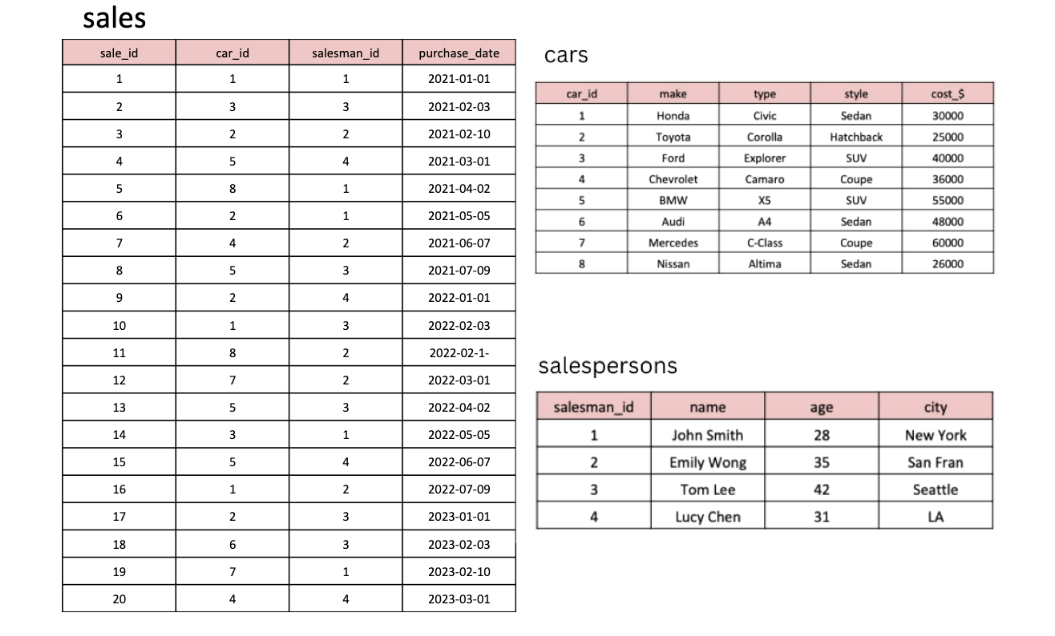 sales
sale_id car_id salesman_id purchase_date
1 1 1 2021-01-01
2 3 3 2021-02-03
3 2 2 2021-02-10
4 5 4 2021-03-01
5 8 1 2021-04-02
6 2 1 2021-05-05
7 4 2 2021-06-07
8 5 3 2021-07-09
9 2 4 2022-01-01
10 1 3 2022-02-03
11 8 2 2022-02-1-
12 7 2 2022-03-01
13 5 3 2022-04-02
14 3 1 2022-05-05
15 5 4 2022-06-07
16 1 2 2022-07-09
17 2 3 2023-01-01
18 6 3 2023-02-03
19 7 1 2023-02-10
20 4 4 2023-03-01
cars
car_id make type style cost_$
1 Honda Civic Sedan 30000
2 Toyota Corolla Hatchback 25000
3 Ford Explorer SUV 40000
4 Chevrolet Camaro Coupe 36000
5 BMW X5 SUV 55000
6 Audi A4 Sedan 48000
7 Mercedes C-Class Coupe 60000
8 Nissan Altima Sedan 26000
salespersons
salesman_id name age city
1 John Smith 28 New York
2 Emily Wong 35 San Fran
3 Tom Lee 42 Seattle
4 Lucy Chen 31 LA